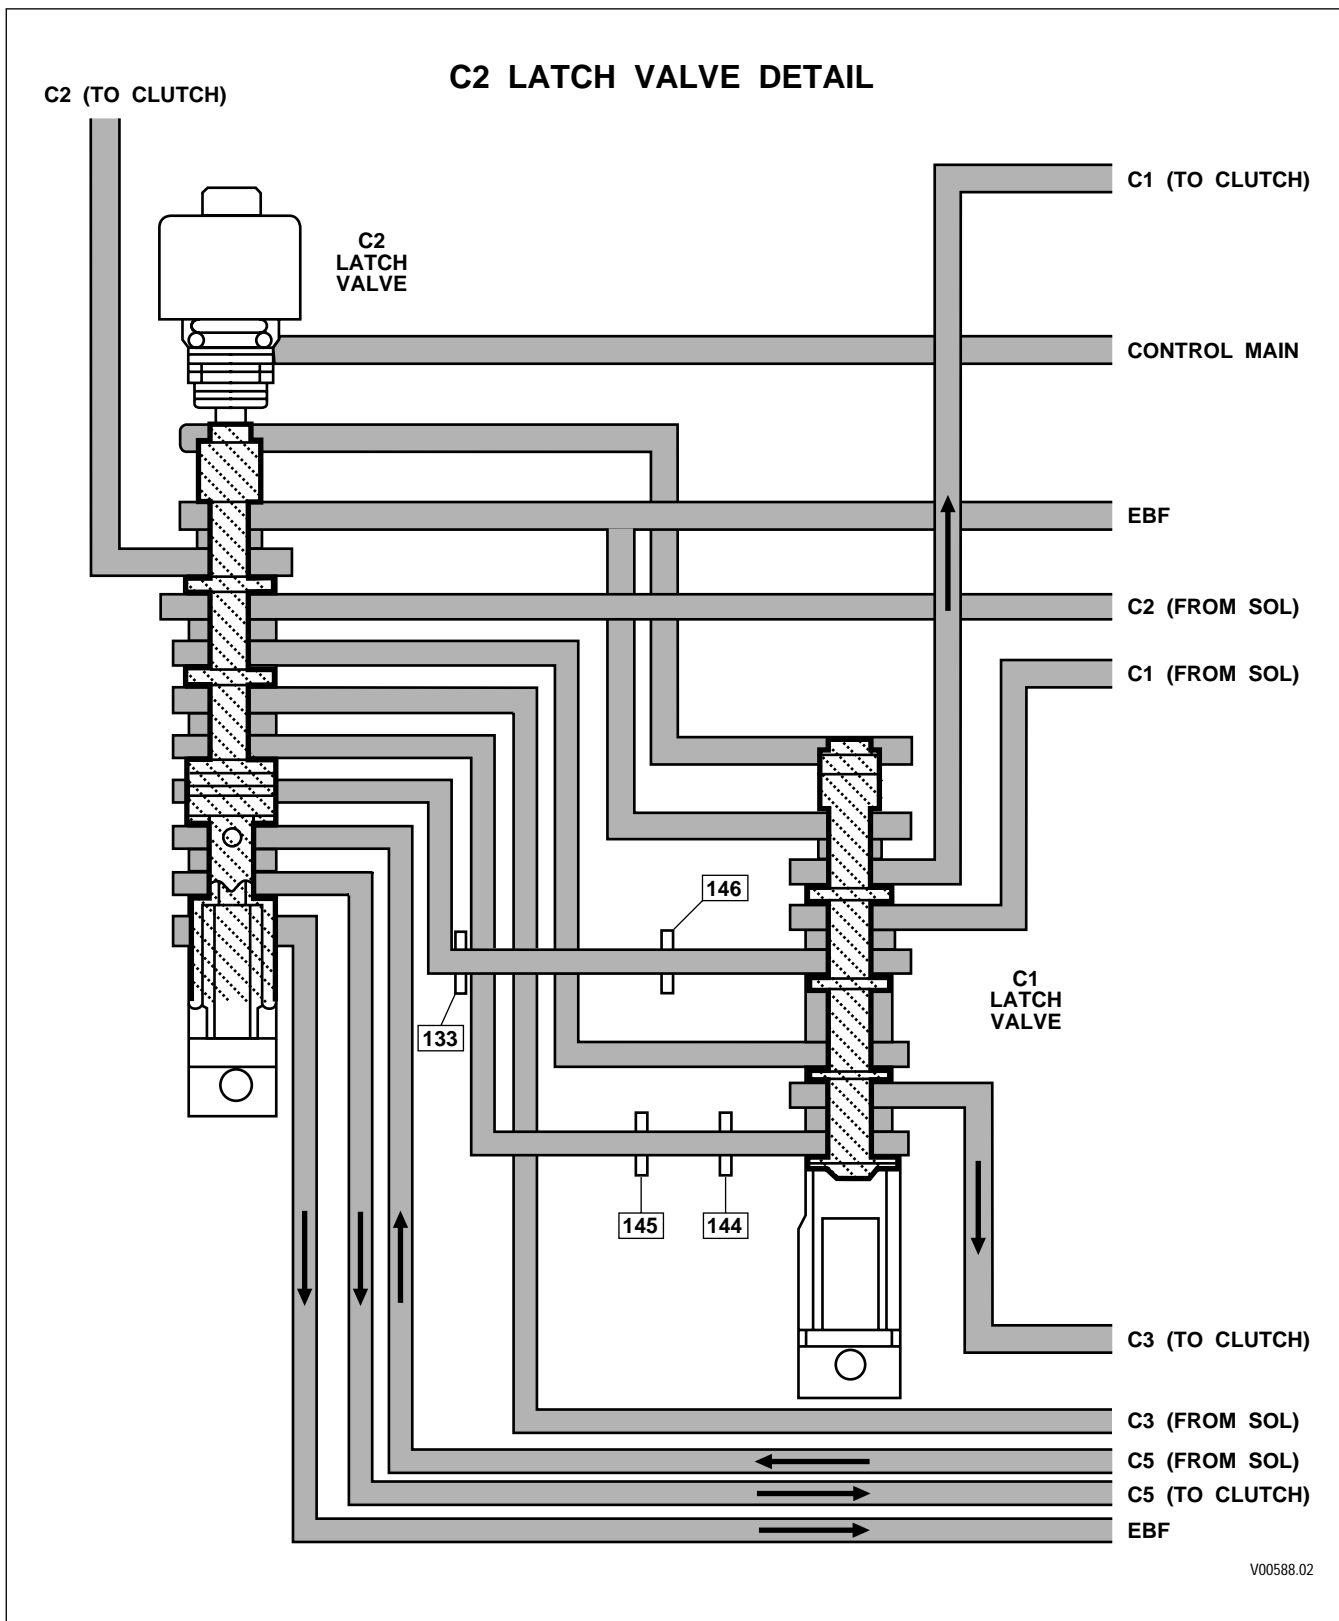 C2 LATCH VALVE DETAIL
C2 (TO CLUTCH)
C1 (TO CLUTCH)
C2
LATCH
VALVE
CONTROL MAIN
EBF
C2 (FROM SOL)
C1 (FROM SOL)
146
C1
LATCH
VALVE
133
145
144
C3 (TO CLUTCH)
C3 (FROM SOL)
C5 (FROM SOL)
C5 (TO CLUTCH)
EBF
V00588.02